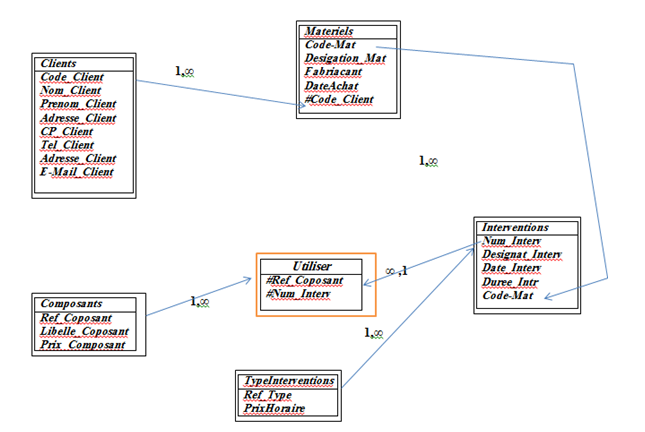 Materiels
Code-Mat
Desigation_Mat
Fabriacant
DateAchat
#Code_Client
Clients
Code_Client
Nom_Client
Prenom_Client
Adresse_Client
CP_Client
Tel_Client
Adresse_Client
E-Mail_Client
1,∞
1,∞
Interventions
Num_Interv
Designat_Interv
Date_Interv
Duree_Intr
Code-Mat
Utiliser
#Ref_Coposant
#Num_Interv
∞,1
Composants
Ref_Coposant
Libelle_Coposant
Prix_Composant
1,∞
1,∞
TypeInterventions
Ref_Type
PrixHoraire